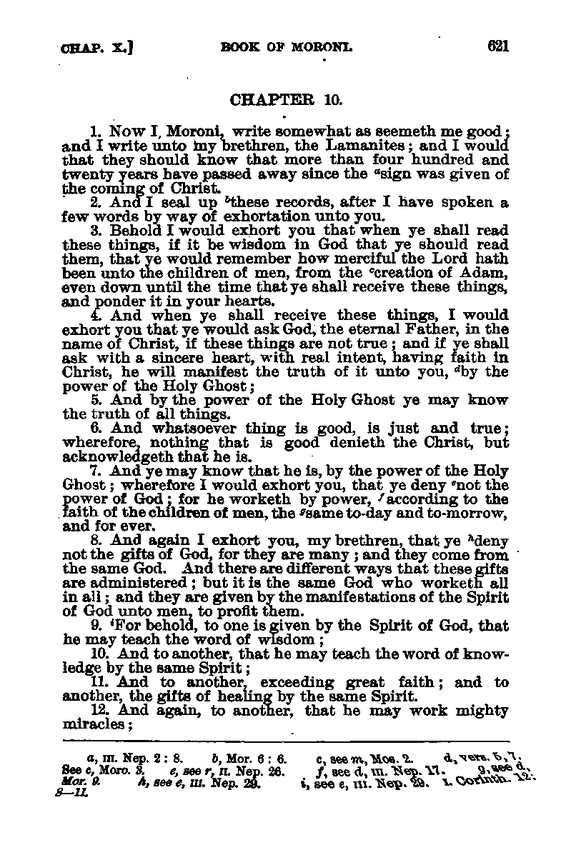 CHAP. X.] BOOK OF MORONI. 621
CHAPTER 10.
1. Now I, Moroni, write somewhat as seemeth me good;
and I write unto my brethren, the Lamanites; and I would
that they should know that more than four hundred and
twenty years have passed away since the ᵃsign was given of
the coming of Christ.
2. And I seal up ᵇthese records, after I have spoken a
few words by way of exhortation unto you.
3. Behold I would exhort you that when ye shall read
these things, if it be wisdom in God that ye should read
them, that ye would remember how merciful the Lord hath
been unto the children of men, from the ᶜcreation of Adam,
even down until the time that ye shall receive these things,
and ponder it in your hearts.
4. And when ye shall receive these things, I would
exhort you that ye would ask God, the eternal Father, in the
name of Christ, if these things are not true; and if ye shall
ask with a sincere heart, with real intent, having faith in
Christ, he will manifest the truth of it unto you, ᵈby the
power of the Holy Ghost;
5. And by the power of the Holy Ghost ye may know
the truth of all things.
6. And whatsoever thing is good, is just and true;
wherefore, nothing that is good denieth the Christ, but
acknowledgeth that he is.
7. And ye may know that he is, by the power of the Holy
Ghost; wherefore I would exhort you, that ye deny ᵉnot the
power of God; for he worketh by power, ᶠaccording to the
faith of the children of men, the ᵍsame to-day and to-morrow,
and for ever.
8. And again I exhort you, my brethren, that ye ʰdeny
not the gifts of God, for they are many; and they come from
the same God. And there are different ways that these gifts
are administered; but it is the same God who worketh all
in all; and they are given by the manifestations of the Spirit
of God unto men, to profit them.
9. ⁱFor behold, to one is given by the Spirit of God, that
he may teach the word of wisdom;
10. And to another, that he may teach the word of know-
ledge by the same Spirit;
11. And to another, exceeding great faith; and to
another, the gifts of healing by the same Spirit.
12. And again, to another, that he may work mighty
miracles;
a, III. Nep. 2: 8. b, Mor. 6: 6. c, see m, Mos. 2. d, vers. 5, 7.
See c, Moro. 3. e, see r, II. Nep. 26. f, see d, III. Nep. 17. g, see d,
Mor. 9. h, see e, III. Nep. 29. i, see e, III. Nep. 29. I. Corinth. 12:
8—11.